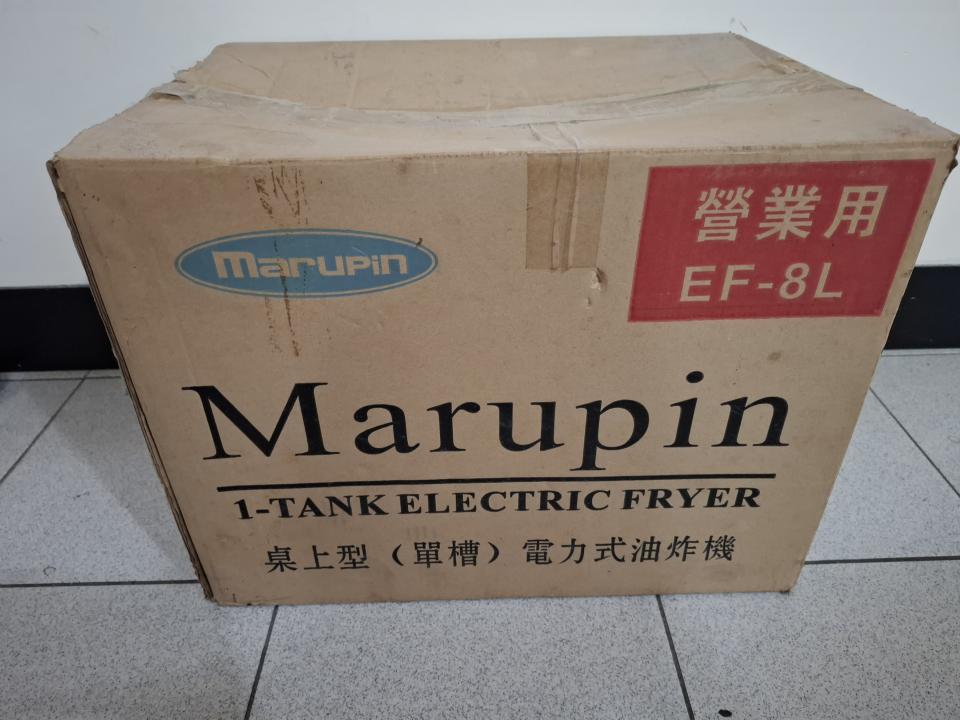 marupin
營業用
EF-8L
Marupin
1-TANK ELECTRIC FRYER
桌上型（單槽）電力式油炸機